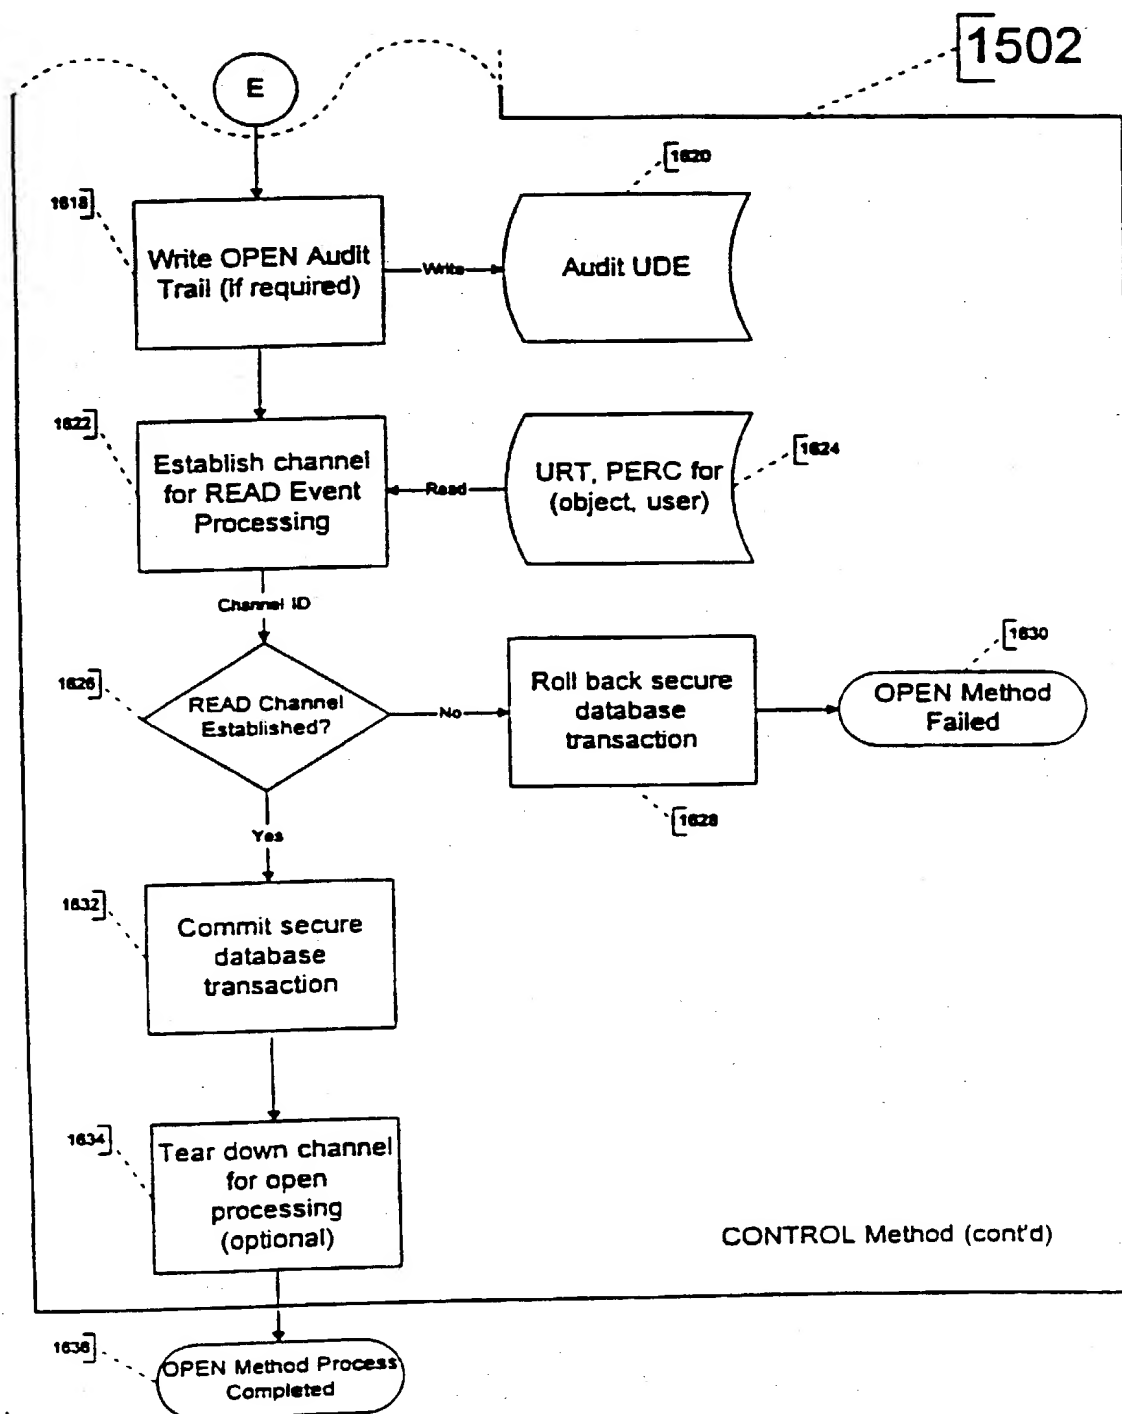 1502
E
1618
Write OPEN Audit
Trail (if required)
Write
1620
Audit UDE
1622
Establish channel
for READ Event
Processing
Read
URT, PERC for
(object, user)
1624
Channel ID
1626
READ Channel
Established?
No
Roll back secure
database
transaction
1628
1630
OPEN Method
Failed
Yes
1632
Commit secure
database
transaction
1634
Tear down channel
for open
processing
(optional)
CONTROL Method (cont'd)
1636
OPEN Method Process
Completed